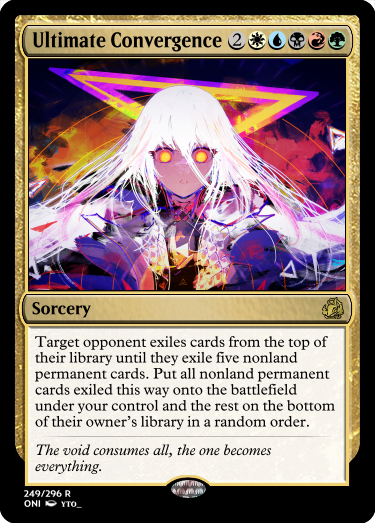 Ultimate Convergence 2
Sorcery
Target opponent exiles cards from the top of
their library until they exile five nonland
permanent cards. Put all nonland permanent
cards exiled this way onto the battlefield
under your control and the rest on the bottom
of their owner's library in a random order.
The void consumes all, the one becomes
everything.
249/296 R
ONI YTO_